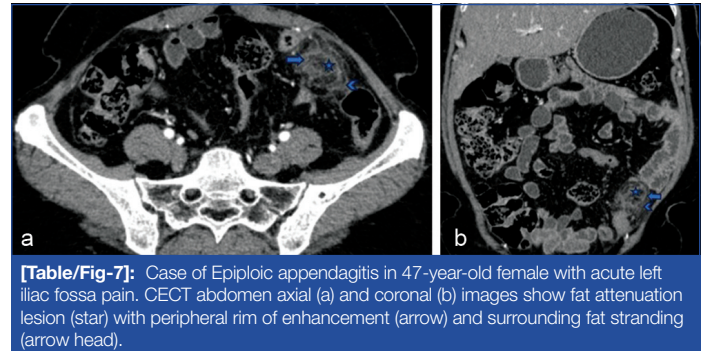 a
b
[Table/Fig-7]: Case of Epiploic appendagitis in 47-year-old female with acute left
iliac fossa pain. CECT abdomen axial (a) and coronal (b) images show fat attenuation
lesion (star) with peripheral rim of enhancement (arrow) and surrounding fat stranding
(arrow head).